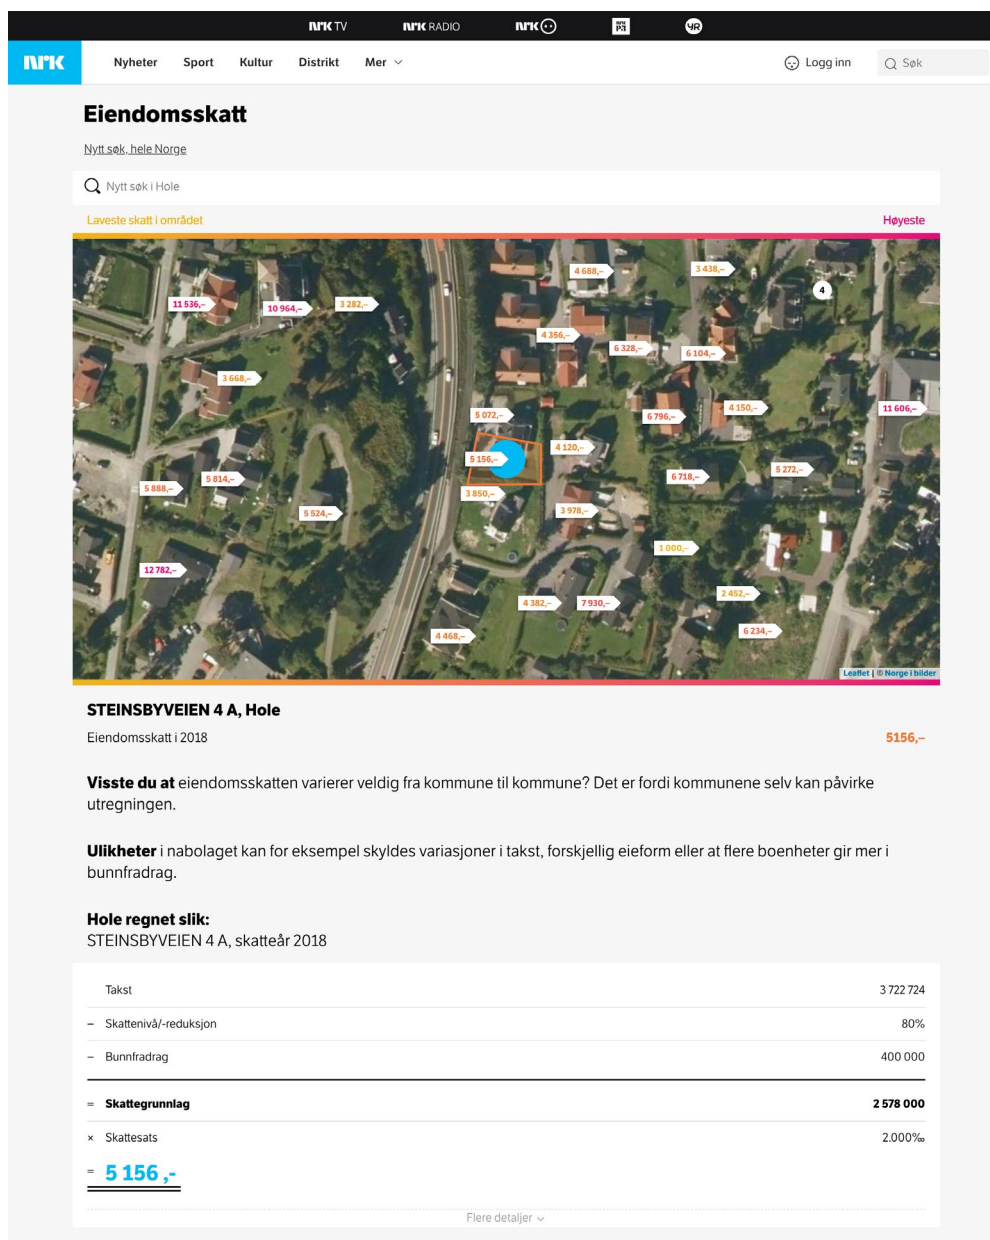 nrk TV
nrk RADIO
nrk
nrk P3
YR
nrk
Nyheter
Sport
Kultur
Distrikt
Mer
Logg inn
Søk
Eiendomsskatt
Nytt søk, hele Norge
Nytt søk i Hole
Laveste skatt i området
Høyeste
4 688,–
3 438,–
4
11 536,–
10 964,–
3 282,–
4 356,–
6 328,–
6 104,–
3 668,–
5 072,–
6 796,–
4 150,–
11 606,–
5 156,–
4 120,–
5 888,–
5 814,–
6 718,–
5 272,–
3 850,–
5 524,–
3 978,–
1 000,–
12 782,–
4 382,–
7 930,–
2 452,–
4 468,–
6 234,–
Leaflet | © Norge i bilder
STEINSBYVEIEN 4 A, Hole
Eiendomsskatt i 2018
5156,–
Visste du at eiendomsskatten varierer veldig fra kommune til kommune? Det er fordi kommunene selv kan påvirke
utregningen.
Ulikheter i nabolaget kan for eksempel skyldes variasjoner i takst, forskjellig eieform eller at flere boenheter gir mer i
bunnfradrag.
Hole regnet slik:
STEINSBYVEIEN 4 A, skatteår 2018
Takst 3 722 724
– Skattenivå/-reduksjon 80%
– Bunnfradrag 400 000
= Skattegrunnlag 2 578 000
× Skattesats 2.000‰
= 5 156 ,-
Flere detaljer